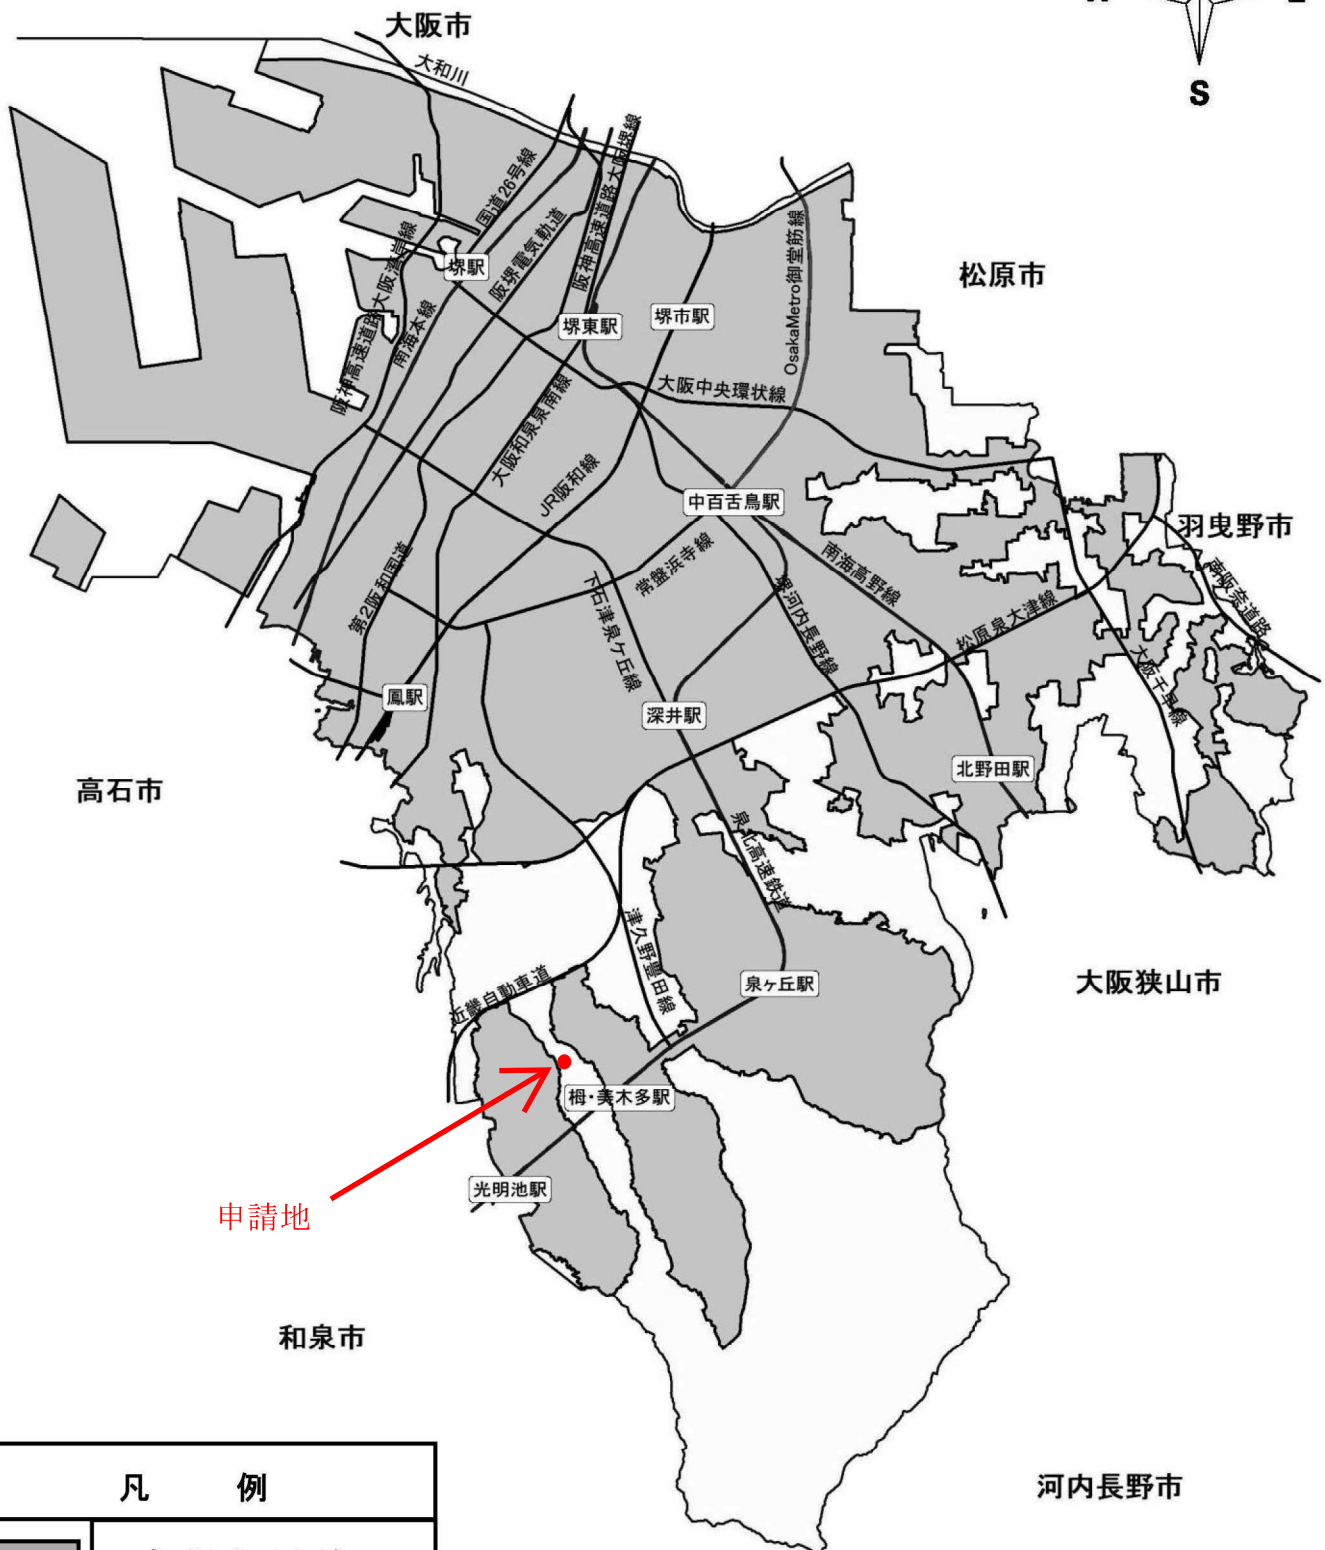 大阪市
大和川
S
国道26号線
阪堺電気軌道
阪神高速道路大阪堺線
OsakaMetro御堂筋線
松原市
堺駅
阪神高速道路大阪湾岸線
南海本線
堺東駅
堺市駅
大阪中央環状線
大阪和泉泉南線
JR阪和線
中百舌鳥駅
羽曳野市
南阪奈道路
第2阪和国道
下石津泉ケ丘線
常盤浜寺線
南海高野線
堺河内長野線
松原泉大津線
大阪千早線
鳳駅
深井駅
北野田駅
高石市
泉北高速鉄道
津久野豊田線
近畿自動車道
泉ヶ丘駅
大阪狭山市
栂・美木多駅
光明池駅
申請地
和泉市
河内長野市
凡 例